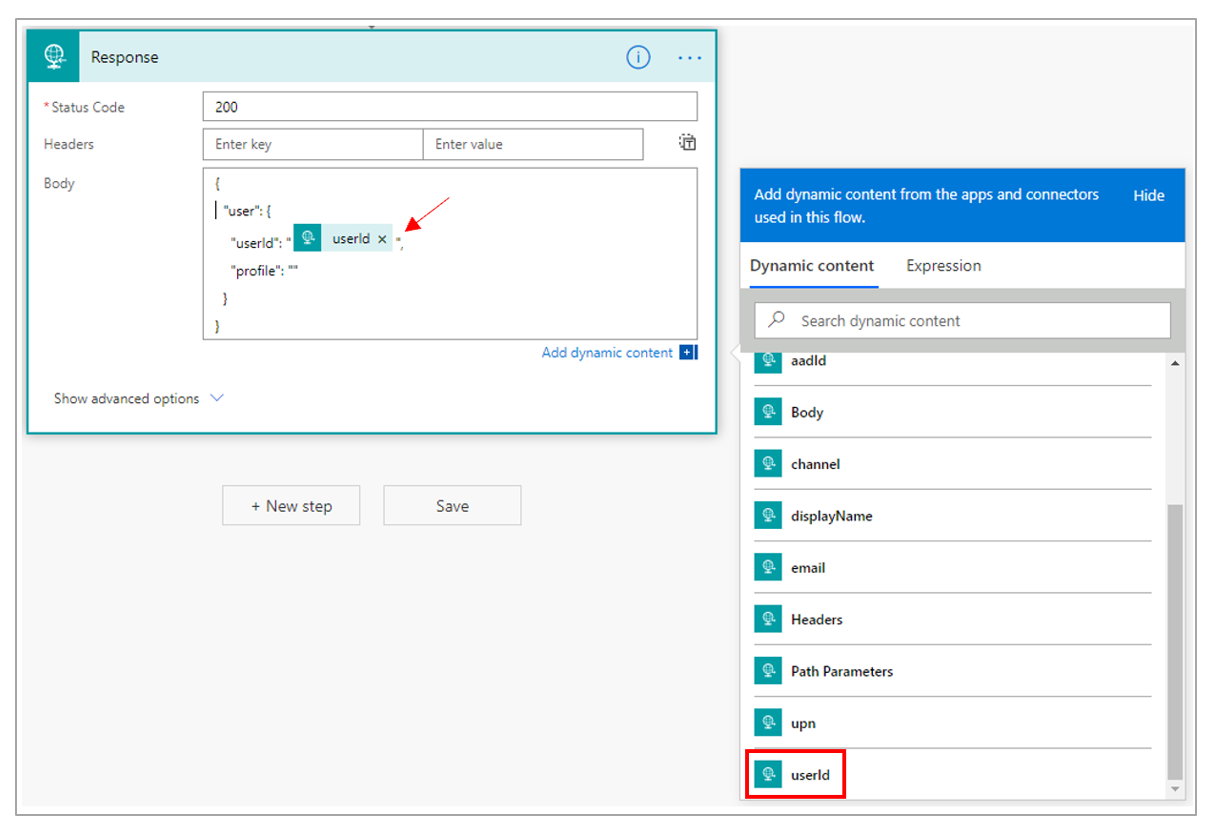 Response
* Status Code
200
Headers
Enter key
Enter value
Body
{
"user": {
"userId": " userId × ",
"profile": ""
}
}
Add dynamic content
Show advanced options
+ New step
Save
Add dynamic content from the apps and connectors
used in this flow.
Hide
Dynamic content
Expression
Search dynamic content
aadId
Body
channel
displayName
email
Headers
Path Parameters
upn
userId